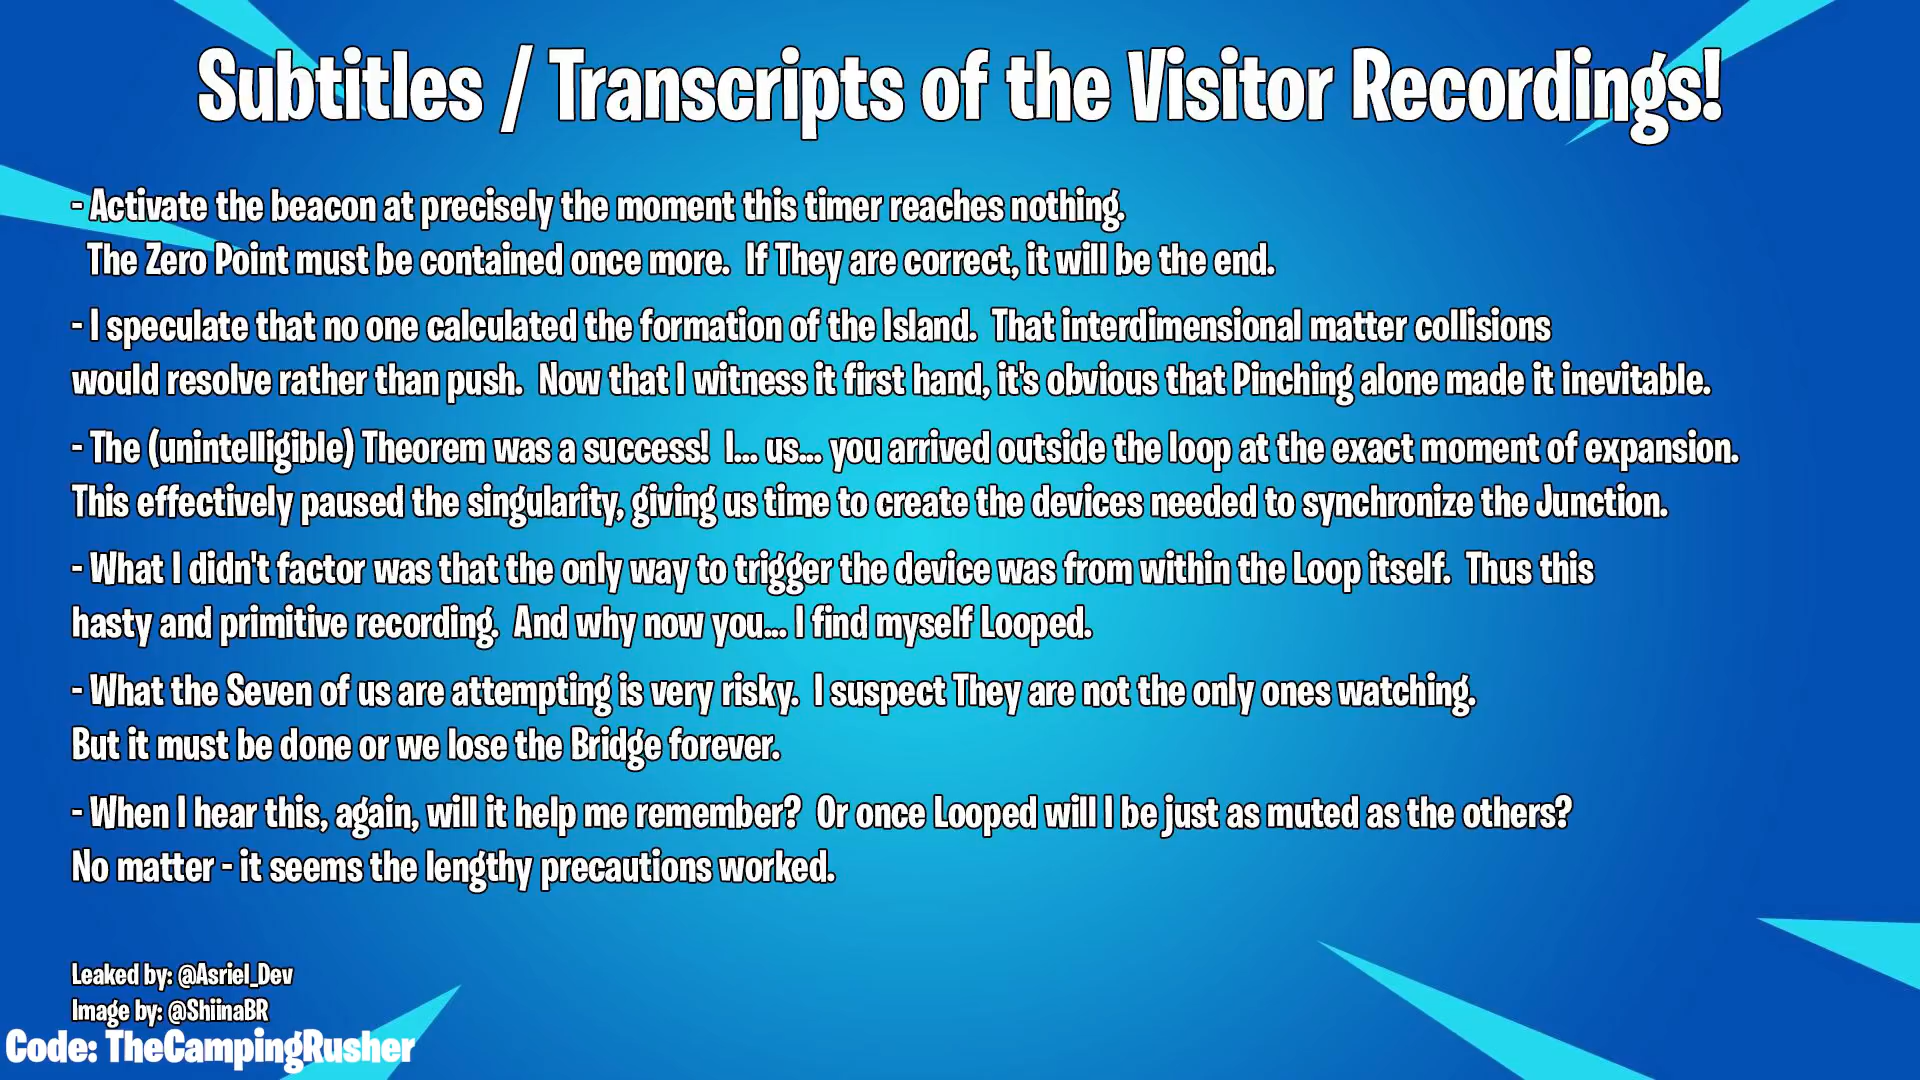 Subtitles / Transcripts of the Visitor Recordings!
- Activate the beacon at precisely the moment this timer reaches nothing.
The Zero Point must be contained once more. If They are correct, it will be the end.
- I speculate that no one calculated the formation of the Island. That interdimensional matter collisions
would resolve rather than push. Now that I witness it first hand, it's obvious that Pinching alone made it inevitable.
- The (unintelligible) Theorem was a success! I... us... you arrived outside the loop at the exact moment of expansion.
This effectively paused the singularity, giving us time to create the devices needed to synchronize the Junction.
- What I didn't factor was that the only way to trigger the device was from within the Loop itself. Thus this
hasty and primitive recording. And why now you... I find myself Looped.
- What the Seven of us are attempting is very risky. I suspect They are not the only ones watching.
But it must be done or we lose the Bridge forever.
- When I hear this, again, will it help me remember? Or once Looped will I be just as muted as the others?
No matter - it seems the lengthy precautions worked.
Leaked by: @Asriel_Dev
Image by: @ShiinaBR
Code: TheCampingRusher